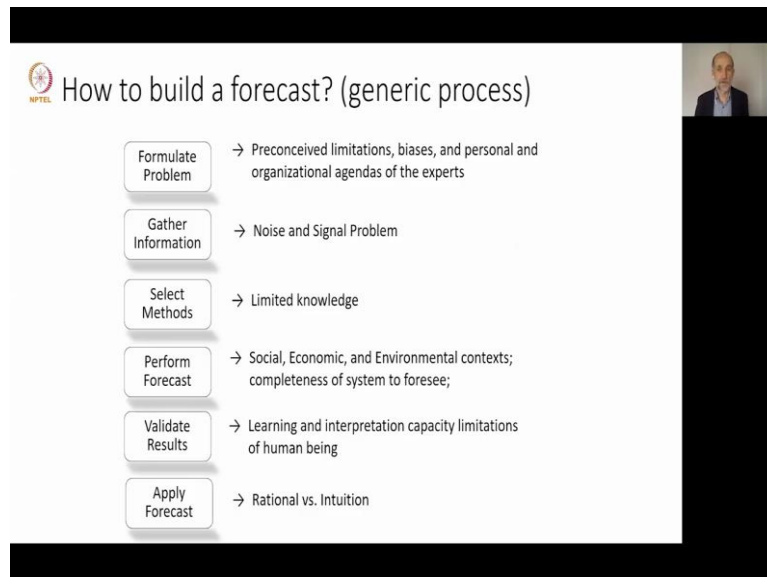 NPTEL
How to build a forecast? (generic process)
Formulate
Problem
→ Preconceived limitations, biases, and personal and
organizational agendas of the experts
Gather
Information
→ Noise and Signal Problem
Select
Methods
→ Limited knowledge
Perform
Forecast
→ Social, Economic, and Environmental contexts;
completeness of system to foresee;
Validate
Results
→ Learning and interpretation capacity limitations
of human being
Apply
Forecast
→ Rational vs. Intuition